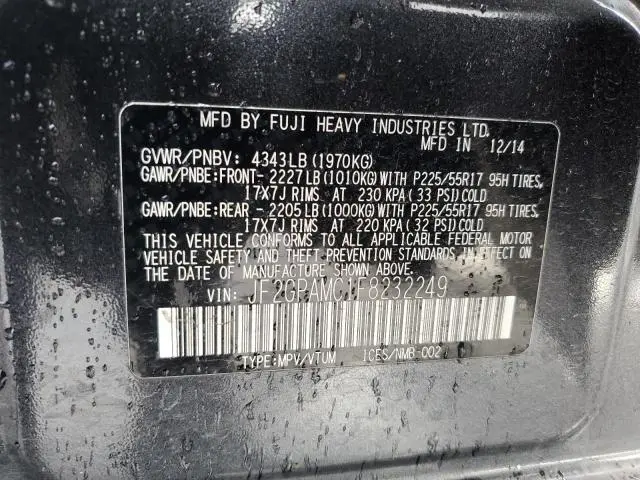 MFD BY FUJI HEAVY INDUSTRIES LTD.
MFD IN 12/14
GVWR/PNBV: 4343LB(1970KG)
GAWR/PNBE:FRONT- 2227LB(1010KG)WITH P225/55R17 95H TIRES,
17X7J RIMS AT 230 KPA(33 PSI)COLD
GAWR/PNBE:REAR - 2205LB(1000KG)WITH P225/55R17 95H TIRES,
17X7J RIMS AT 220 KPA(32 PSI)COLD
THIS VEHICLE CONFORMS TO ALL APPLICABLE FEDERAL MOTOR
VEHICLE SAFETY AND THEFT PREVENTION STANDARDS IN EFFECT ON
THE DATE OF MANUFACTURE SHOWN ABOVE.
VIN: JF2GPAMC1F8232249
TYPE:MPV/VTUM ICES/NMB-002